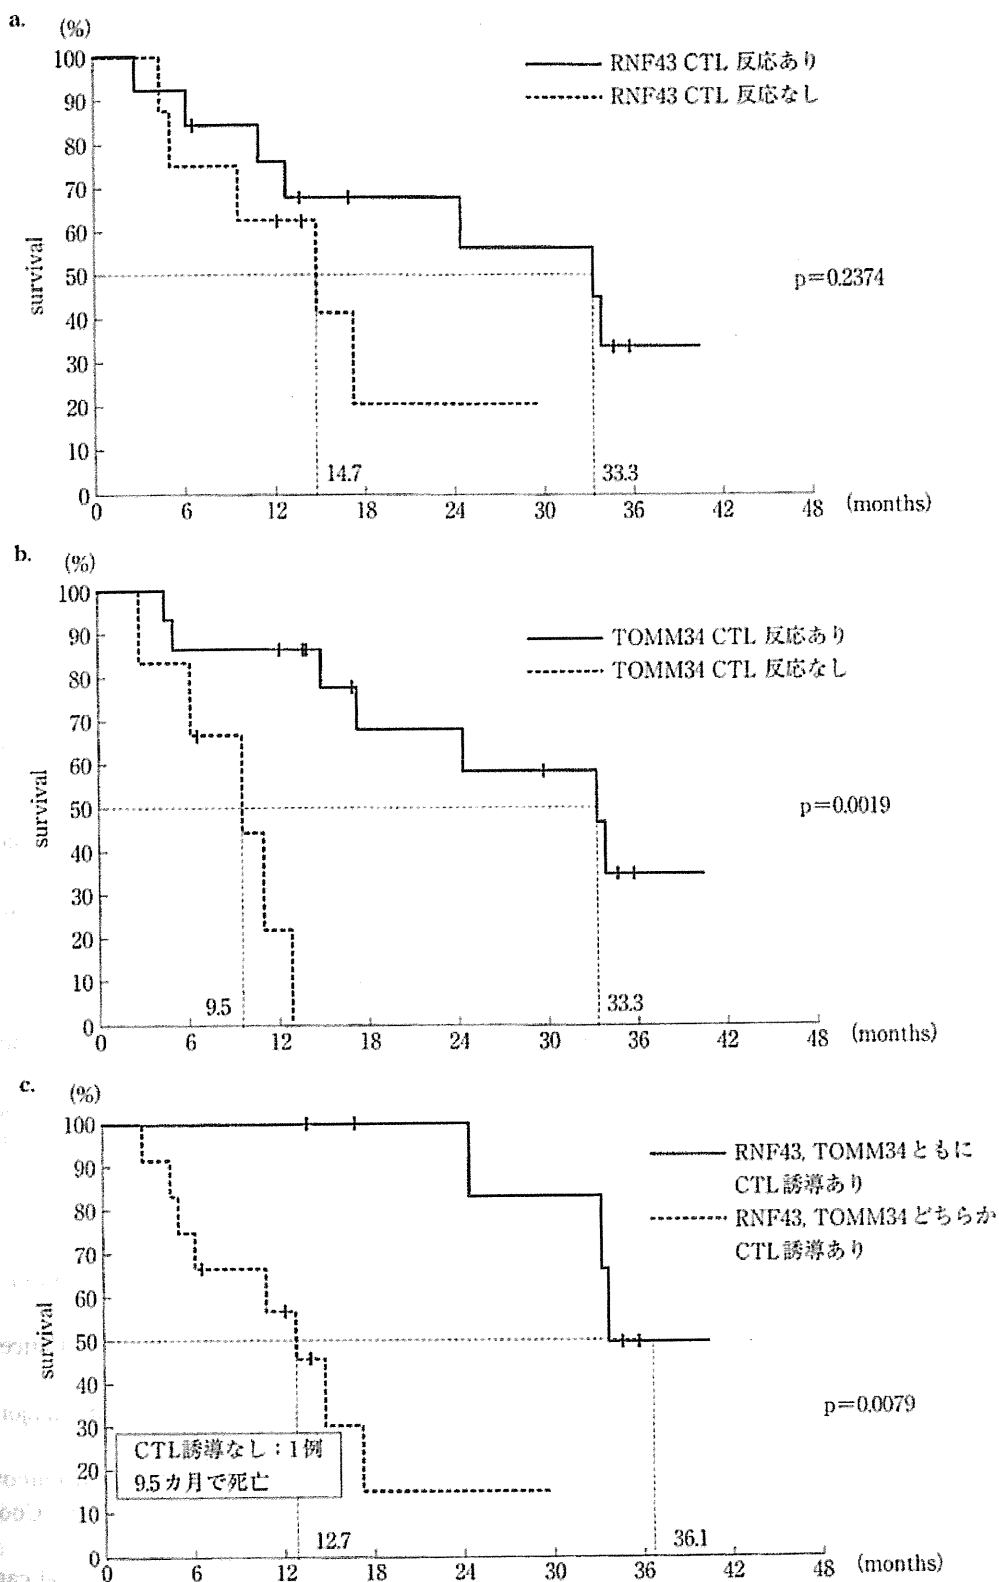 a.
(%)
100
90
80
70
60
50
40
30
20
10
0
survival
RNF43 CTL 反応あり
RNF43 CTL 反応なし
p=0.2374
14.7
33.3
0 6 12 18 24 30 36 42 48 (months)
b.
(%)
100
90
80
70
60
50
40
30
20
10
0
survival
TOMM34 CTL 反応あり
TOMM34 CTL 反応なし
p=0.0019
9.5
33.3
0 6 12 18 24 30 36 42 48 (months)
c.
(%)
100
90
80
70
60
50
40
30
20
10
0
survival
RNF43, TOMM34ともに
CTL誘導あり
RNF43, TOMM34どちらか
CTL誘導あり
p=0.0079
CTL誘導なし：1例
9.5カ月で死亡
12.7
36.1
0 6 12 18 24 30 36 42 48 (months)